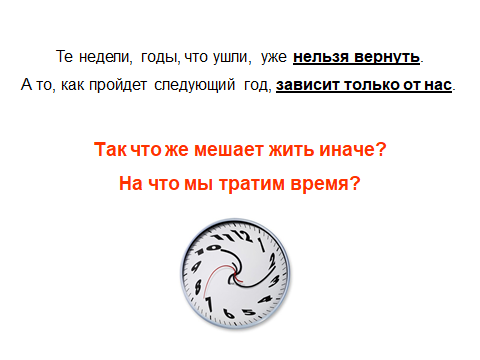 Те недели, годы, что ушли, уже нельзя вернуть.
А то, как пройдет следующий год, зависит только от нас.
Так что же мешает жить иначе?
На что мы тратим время?
10 11 12 1
9 2
8 3
7 6 5 4